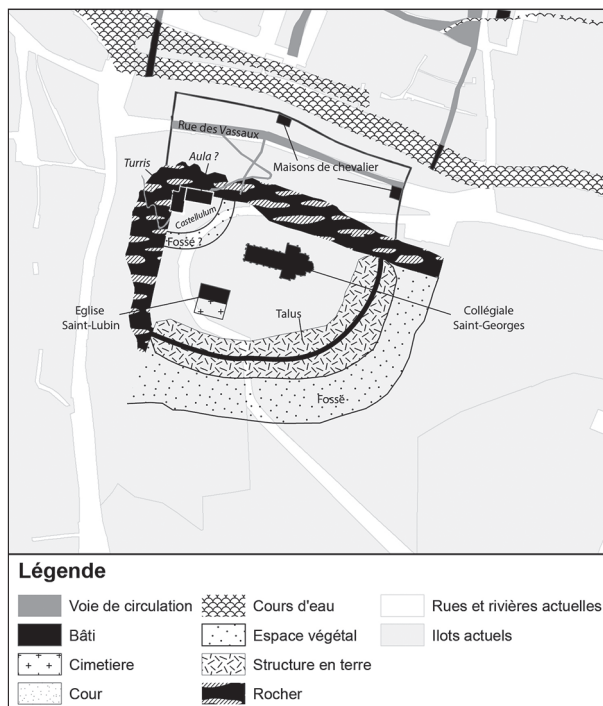 Rue des Vassaux
Turris
Aula ?
Maisons de chevalier
Castellulum
Fossé ?
Eglise
Saint-Lubin
Talus
Collégiale
Saint-Georges
Fossé
Légende
Voie de circulation
Cours d'eau
Rues et rivières actuelles
Bâti
Espace végétal
Ilots actuels
Cimetiere
Structure en terre
Cour
Rocher